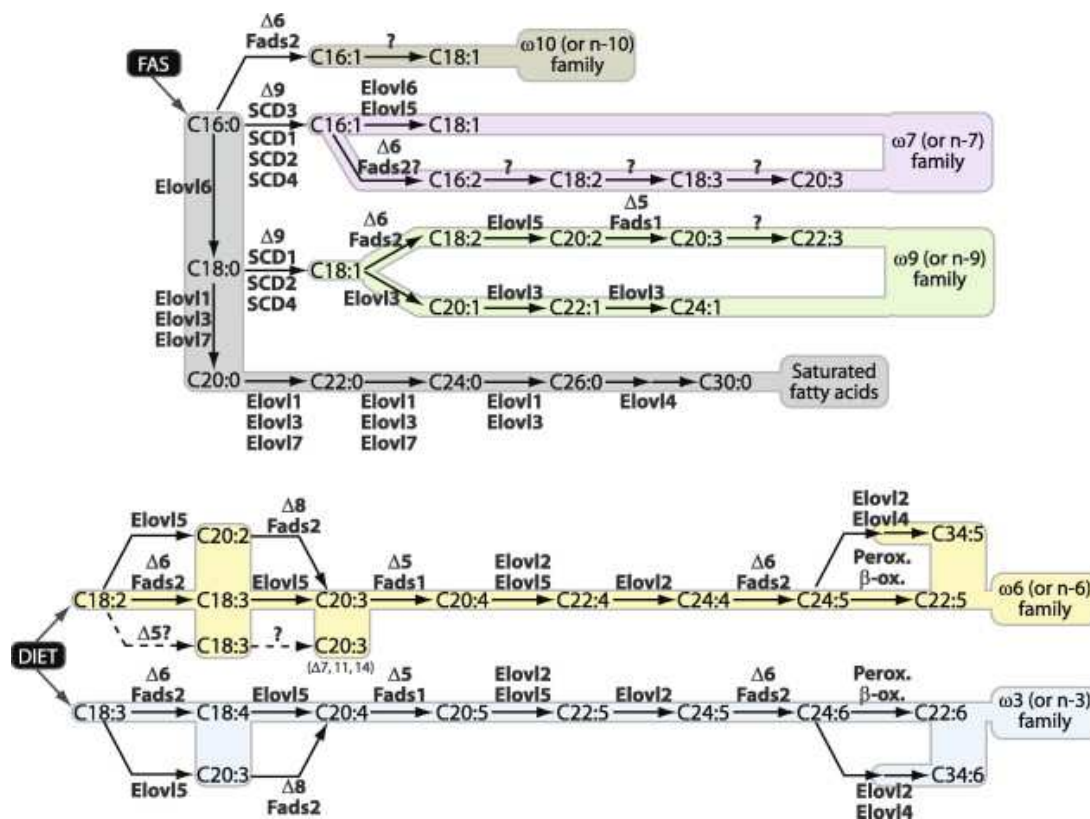 Δ6
Fads2
?
C16:1
C18:1
ω10 (or n-10)
family
FAS
Δ9
SCD3
SCD1
SCD2
SCD4
Elovl6
Elovl5
C16:0
C16:1
C18:1
ω7 (or n-7)
family
Δ6
Fads2?
?
?
?
C16:2
C18:2
C18:3
C20:3
Elovl6
Δ9
SCD1
SCD2
SCD4
Δ6
Fads2
Elovl5
Δ5
Fads1
?
C18:2
C20:2
C20:3
C22:3
C18:0
C18:1
ω9 (or n-9)
family
Elovl3
Elovl3
Elovl3
C20:1
C22:1
C24:1
Elovl1
Elovl3
Elovl7
C20:0
C22:0
C24:0
C26:0
C30:0
Saturated
fatty acids
Elovl1
Elovl3
Elovl7
Elovl1
Elovl3
Elovl7
Elovl1
Elovl3
Elovl4
Elovl5
C20:2
Δ8
Fads2
Elovl2
Elovl4
C34:5
Δ6
Fads2
Elovl5
Δ5
Fads1
Elovl2
Elovl5
Elovl2
Δ6
Fads2
Perox.
β-ox.
C18:2
C18:3
C20:3
C20:4
C22:4
C24:4
C24:5
C22:5
ω6 (or n-6)
family
Δ5?
C18:3
?
C20:3
(Δ7, 11, 14)
DIET
Δ6
Fads2
Elovl5
Δ5
Fads1
Elovl2
Elovl5
Elovl2
Δ6
Fads2
Perox.
β-ox.
C18:3
C18:4
C20:4
C20:5
C22:5
C24:5
C24:6
C22:6
ω3 (or n-3)
family
Elovl5
C20:3
Δ8
Fads2
Elovl2
Elovl4
C34:6